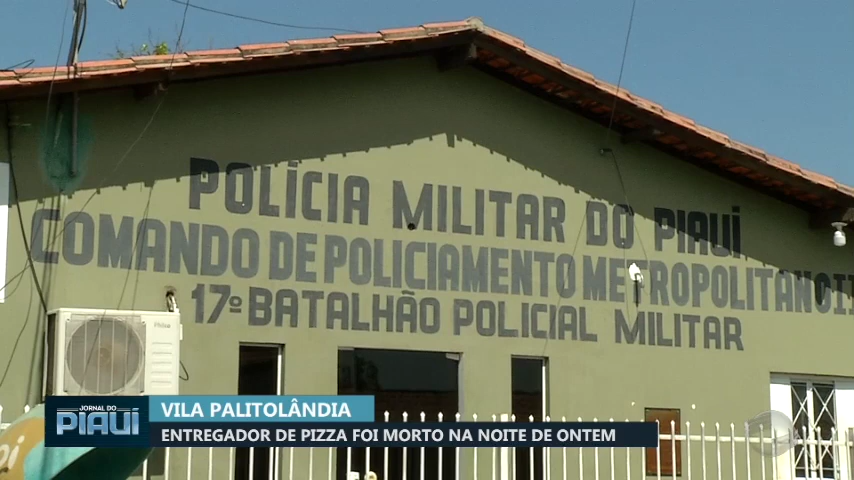 POLÍCIA MILITAR DO PIAUÍ
COMANDO DE POLICIAMENTO METROPOLITANO II
17º BATALHÃO POLICIAL MILITAR
JORNAL DO
PIAUÍ
VILA PALITOLÂNDIA
ENTREGADOR DE PIZZA FOI MORTO NA NOITE DE ONTEM